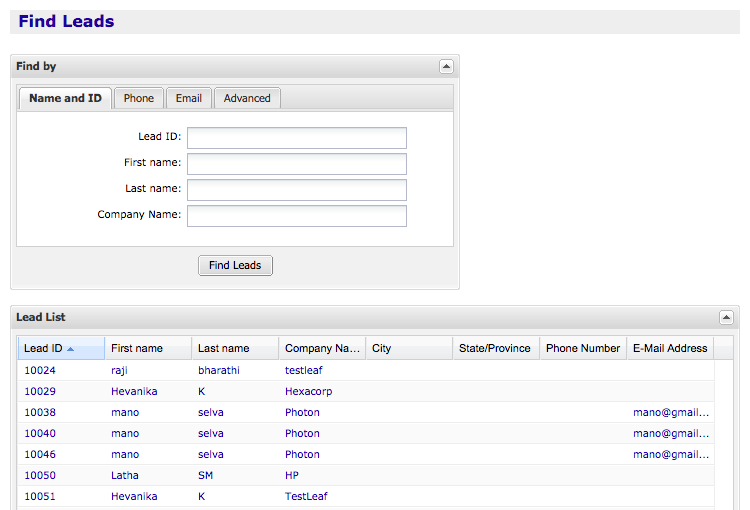 Find Leads
Find by
Name and ID Phone Email Advanced
Lead ID:
First name:
Last name:
Company Name:
Find Leads
Lead List
Lead ID First name Last name Company Na... City State/Province Phone Number E-Mail Address
10024 raji bharathi testleaf
10029 Hevanika K Hexacorp
10038 mano selva Photon mano@gmail...
10040 mano selva Photon mano@gmail...
10046 mano selva Photon mano@gmail...
10050 Latha SM HP
10051 Hevanika K TestLeaf